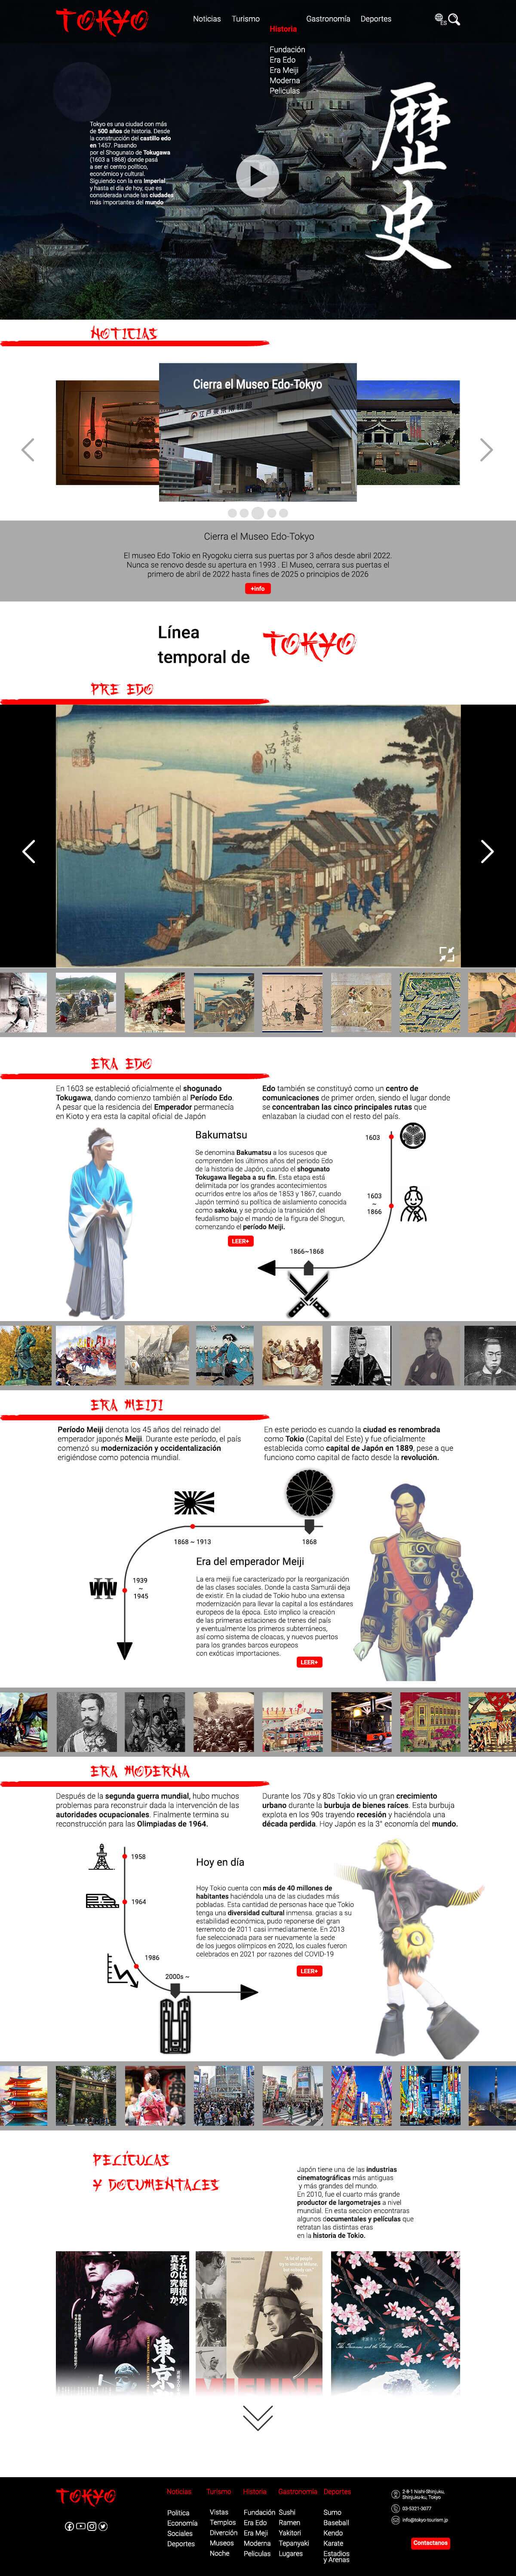 TOKYO
Noticias Turismo Historia Gastronomía Deportes
ES
Fundación
Era Edo
Era Meiji
Moderna
Peliculas
Tokyo es una ciudad con más
de 500 años de historia. Desde
la construcción del castillo edo
en 1457. Pasando
por el Shogunato de Tokugawa
(1603 a 1868) donde pasá
a ser el centro político,
económico y cultural.
Siguiendo con la era Imperial
y hasta el día de hoy, que es
considerada unade las ciudades
más importantes del mundo
歴史
NOTICIAS
Cierra el Museo Edo-Tokyo
江戸東京博物館
Cierra el Museo Edo-Tokyo
El museo Edo Tokio en Ryogoku cierra sus puertas por 3 años desde abril 2022.
Nunca se renovo desde su apertura en 1993 . El Museo, cerrara sus puertas el
primero de abril de 2022 hasta fines de 2025 o principios de 2026
+info
Línea
temporal de
TOKYO
PRE EDO
品川
ERA EDO
En 1603 se estableció oficialmente el shogunado
Tokugawa, dando comienzo también al Período Edo.
A pesar que la residencia del Emperador permanecía
en Kioto y era esta la capital oficial de Japón
Edo también se constituyó como un centro de
comunicaciones de primer orden, siendo el lugar donde
se concentraban las cinco principales rutas que
enlazaban la ciudad con el resto del país.
Bakumatsu
Se denomina Bakumatsu a los sucesos que
comprenden los últimos años del período Edo
de la historia de Japón, cuando el shogunato
Tokugawa llegaba a su fin. Esta etapa está
delimitada por los grandes acontecimientos
ocurridos entre los años de 1853 y 1867, cuando
Japón terminó su política de aislamiento conocida
como sakoku, y se produjo la transición del
feudalismo bajo el mando de la figura del Shogun,
comenzando el período Meiji.
LEER+
1603
1603
~
1866
1866~1868
ERA MEIJI
Período Meiji denota los 45 años del reinado del
emperador japonés Meiji. Durante este período, el país
comenzó su modernización y occidentalización
erigiéndose como potencia mundial.
En este periodo es cuando la ciudad es renombrada
como Tokio (Capital del Este) y fue oficialmente
establecida como capital de Japón en 1889, pese a que
funciono como capital de facto desde la revolución.
1868 ~ 1913
1868
WW
1939
~
1945
Era del emperador Meiji
La era meiji fue caracterizado por la reorganización
de las clases sociales. Donde la casta Samurái deja
de existir. En la ciudad de Tokio hubo una extensa
modernización para llevar la capital a los estándares
europeos de la época. Esto implico la creación
de las primeras estaciones de trenes del país
y eventualmente los primeros subterráneos,
así como sistema de cloacas, y nuevos puertos
para los grandes barcos europeos
con exóticas importaciones.
LEER+
ERA MODERNA
Después de la segunda guerra mundial, hubo muchos
problemas para reconstruir dada la intervención de las
autoridades ocupacionales. Finalmente termina su
reconstrucción para las Olimpiadas de 1964.
Durante los 70s y 80s Tokio vio un gran crecimiento
urbano durante la burbuja de bienes raíces. Esta burbuja
explota en los 90s trayendo recesión y haciéndola una
década perdida. Hoy Japón es la 3° economía del mundo.
1958
1964
1986
2000s ~
Hoy en día
Hoy Tokio cuenta con más de 40 millones de
habitantes haciéndola una de las ciudades más
pobladas. Esta cantidad de personas hace que Tokio
tenga una diversidad cultural inmensa. gracias a su
estabilidad económica, pudo reponerse del gran
terremoto de 2011 casi inmediatamente. En 2013
fue seleccionada para ser nuevamente la sede
de los juegos olímpicos en 2020, los cuales fueron
celebrados en 2021 por razones del COVID-19
LEER+
PELÍCULAS
Y DOCUMENTALES
Japón tiene una de las industrias
cinematográficas más antiguas
y más grandes del mundo.
En 2010, fue el cuarto más grande
productor de largometrajes a nivel
mundial. En esta seccion encontraras
algunos documentales y películas que
retratan las distintas eras
en la historia de Tokio.
それは報復か、
真実の究明か。
東京
MIFUNE
TOKYO
Noticias Turismo Historia Gastronomía Deportes
Politica Vistas Fundación Sushi Sumo
Economía Templos Era Edo Ramen Baseball
Sociales Diverción Era Meji Yakitori Kendo
Deportes Museos Moderna Tepanyaki Karate
Noche Peliculas Lugares Estadios
y Arenas
2-8-1 Nishi-Shinjuku,
Shinjuku-ku, Tokyo
03-5321-3077
info@tokyo-tourism.jp
Contactanos